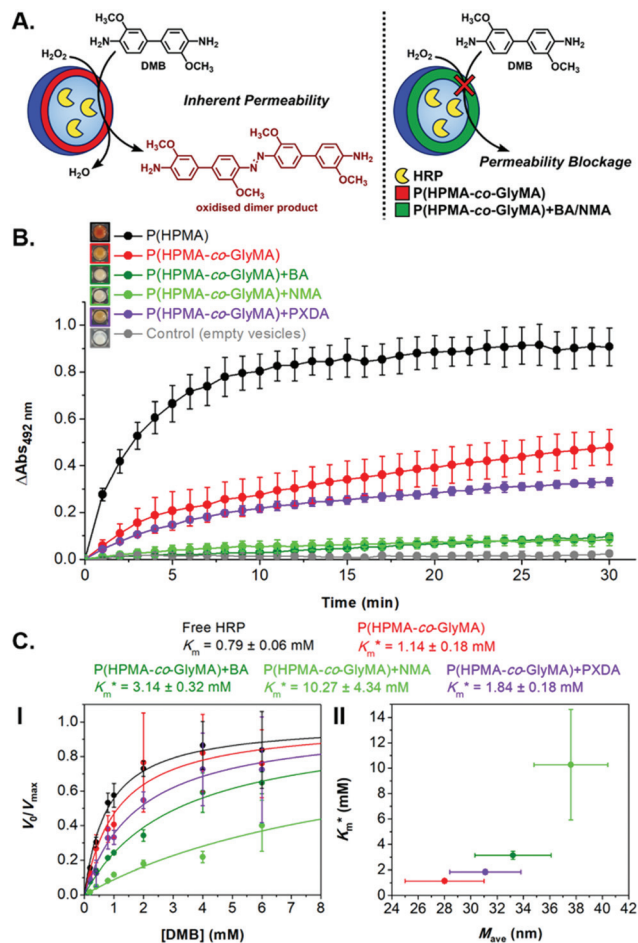 A.
H₃CO
H₂O₂
NH₂
H₂N
DMB
OCH₃
Inherent Permeability
H₂O
H₃CO
OCH₃
NH₂
N
N
H₂N
OCH₃
H₃CO
oxidised dimer product
H₃CO
H₂O₂
NH₂
H₂N
DMB
OCH₃
Permeability Blockage
HRP
P(HPMA-co-GlyMA)
P(HPMA-co-GlyMA)+BA/NMA
B.
P(HPMA)
P(HPMA-co-GlyMA)
P(HPMA-co-GlyMA)+BA
P(HPMA-co-GlyMA)+NMA
P(HPMA-co-GlyMA)+PXDA
Control (empty vesicles)
ΔAbs492 nm
1.0
0.8
0.6
0.4
0.2
0.0
0 5 10 15 20 25 30
Time (min)
C.
Free HRP P(HPMA-co-GlyMA)
Km = 0.79 ± 0.06 mM Km* = 1.14 ± 0.18 mM
P(HPMA-co-GlyMA)+BA P(HPMA-co-GlyMA)+NMA P(HPMA-co-GlyMA)+PXDA
Km* = 3.14 ± 0.32 mM Km* = 10.27 ± 4.34 mM Km* = 1.84 ± 0.18 mM
I
V0/Vmax
1.0
0.8
0.6
0.4
0.2
0.0
0 1 2 3 4 5 6 7 8
[DMB] (mM)
II
Km* (mM)
14
12
10
8
6
4
2
0
24 26 28 30 32 34 36 38 40 42
Mave (nm)